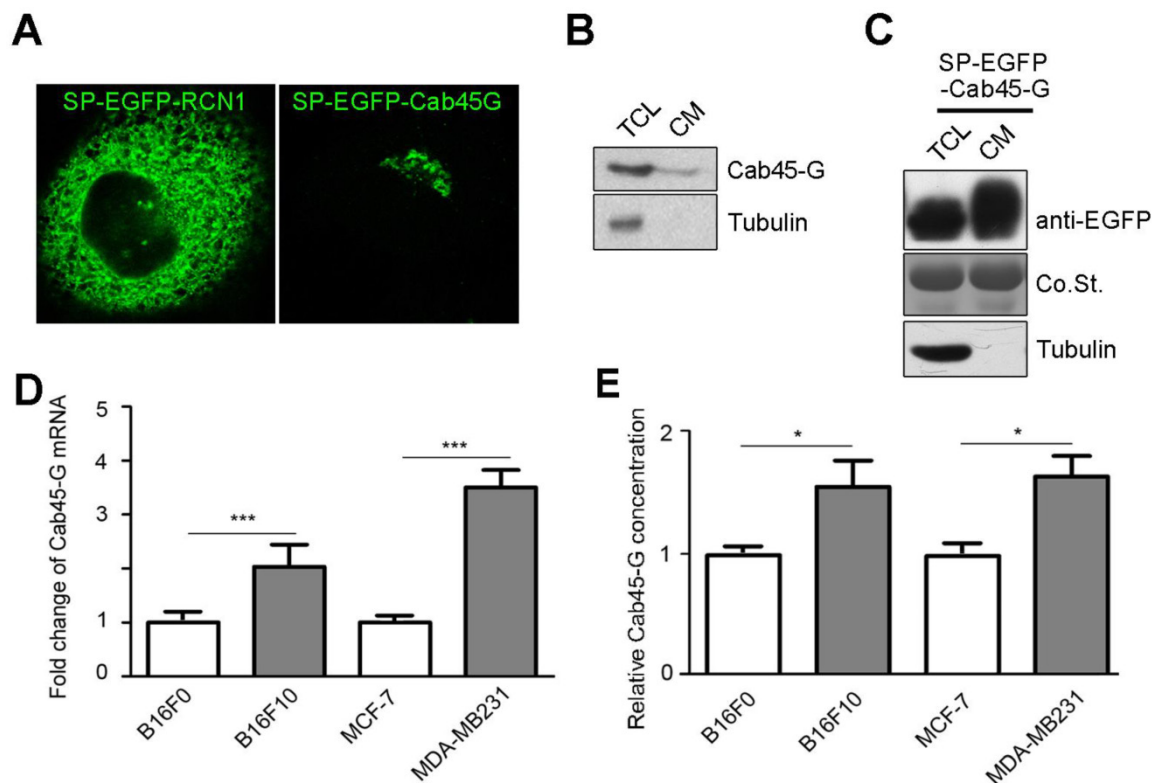 A
SP-EGFP-RCN1
SP-EGFP-Cab45G
B
TCL
CM
Cab45-G
Tubulin
C
SP-EGFP
-Cab45-G
TCL
CM
anti-EGFP
Co.St.
Tubulin
D
Fold change of Cab45-G mRNA
5
4
3
1
0
***
***
B16F0
B16F10
MCF-7
MDA-MB231
E
Relative Cab45-G concentration
2
1
0
*
*
B16F0
B16F10
MCF-7
MDA-MB231